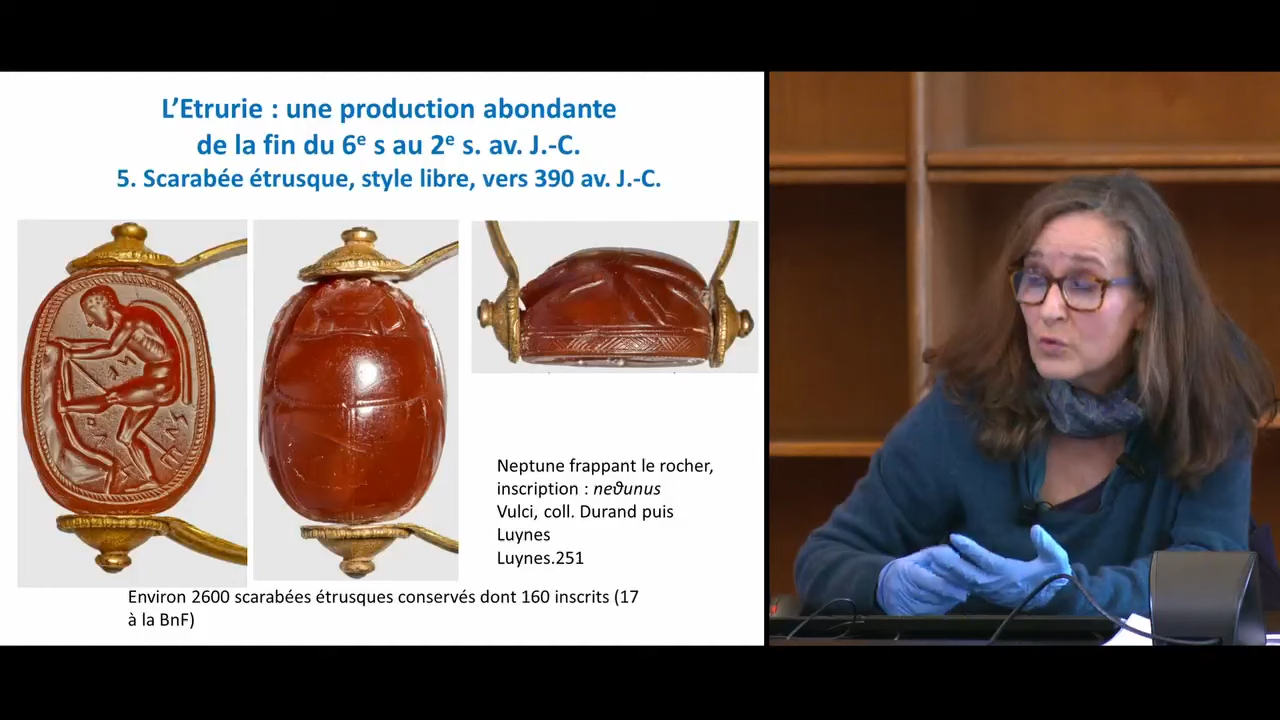 L’Etrurie : une production abondante
de la fin du 6e s au 2e s. av. J.-C.
5. Scarabée étrusque, style libre, vers 390 av. J.-C.
Neptune frappant le rocher,
inscription : neϑunus
Vulci, coll. Durand puis
Luynes
Luynes.251
Environ 2600 scarabées étrusques conservés dont 160 inscrits (17
à la BnF)